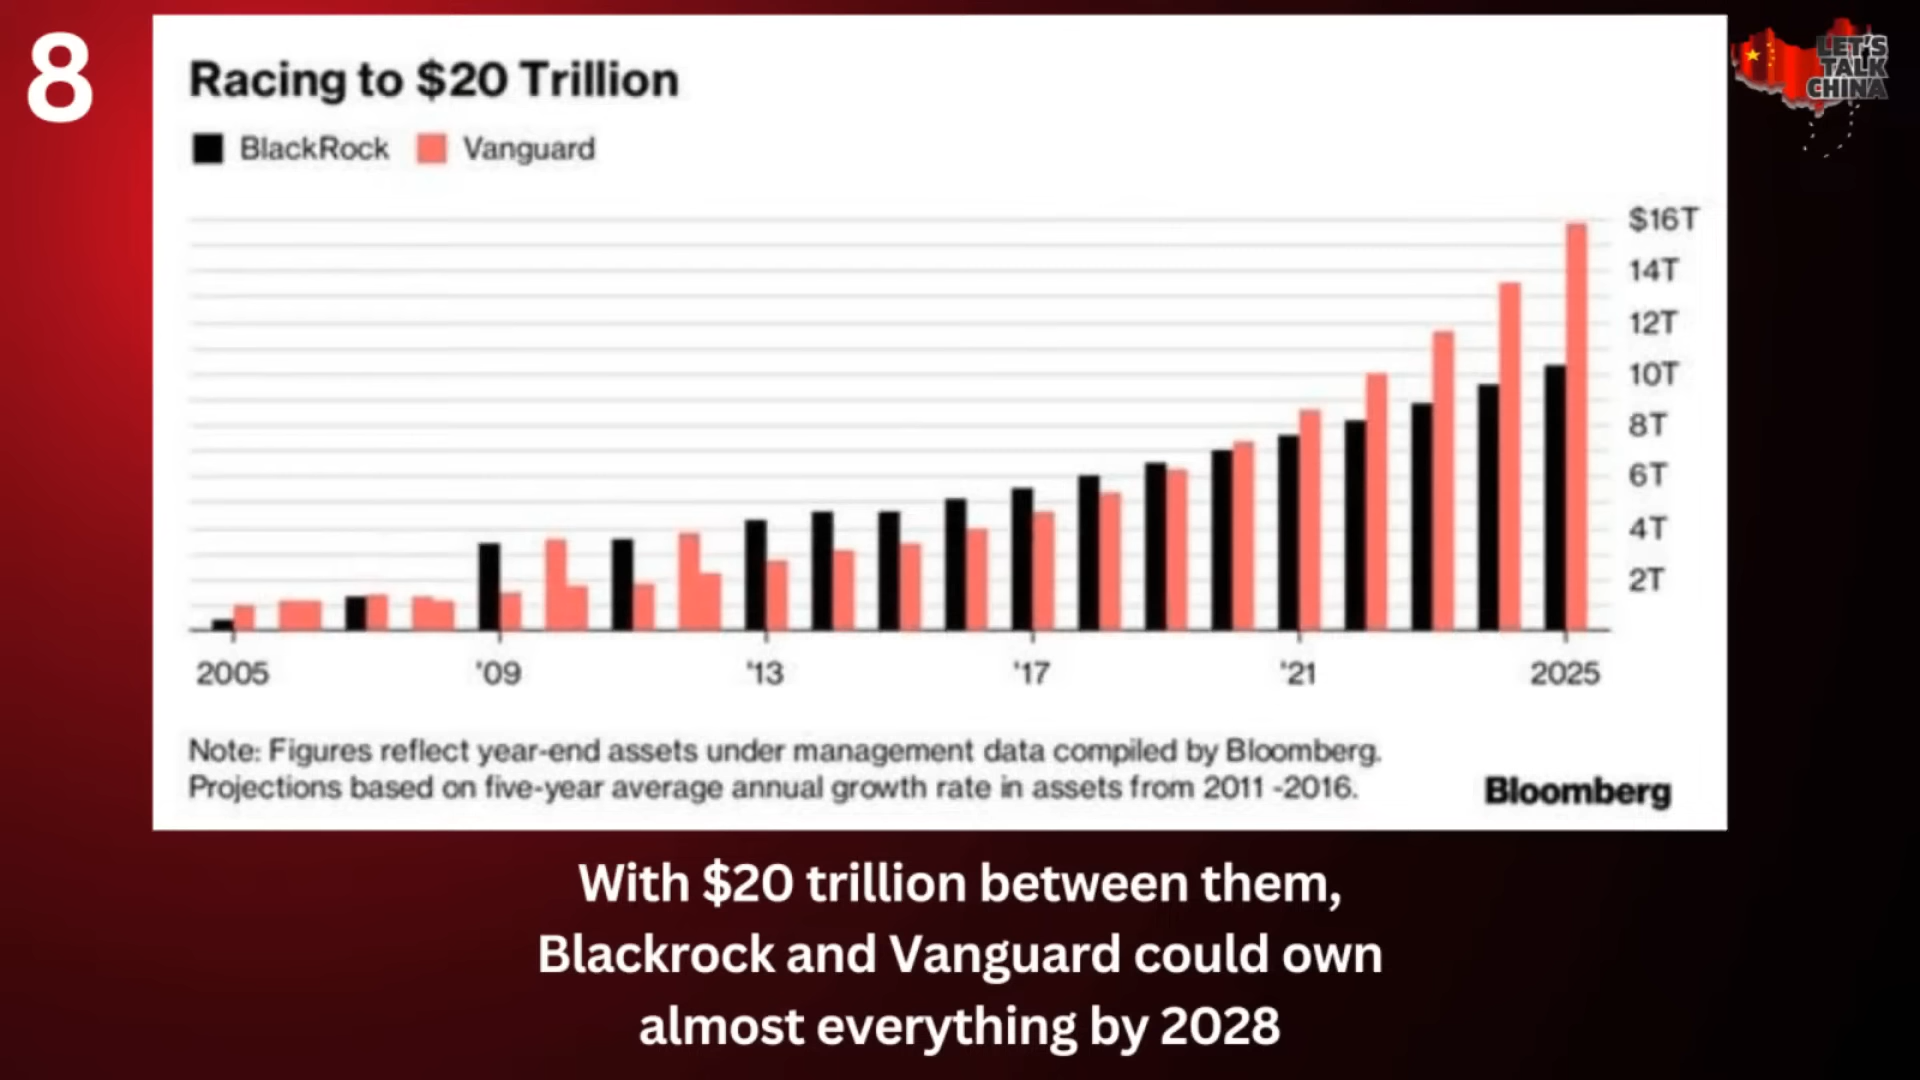 8
Racing to $20 Trillion
BlackRock Vanguard
$16T
14T
12T
10T
8T
6T
4T
2T
2005 '09 '13 '17 '21 2025
Note: Figures reflect year-end assets under management data compiled by Bloomberg.
Projections based on five-year average annual growth rate in assets from 2011 -2016.
Bloomberg
LET'S
TALK
CHINA
With $20 trillion between them,
Blackrock and Vanguard could own
almost everything by 2028